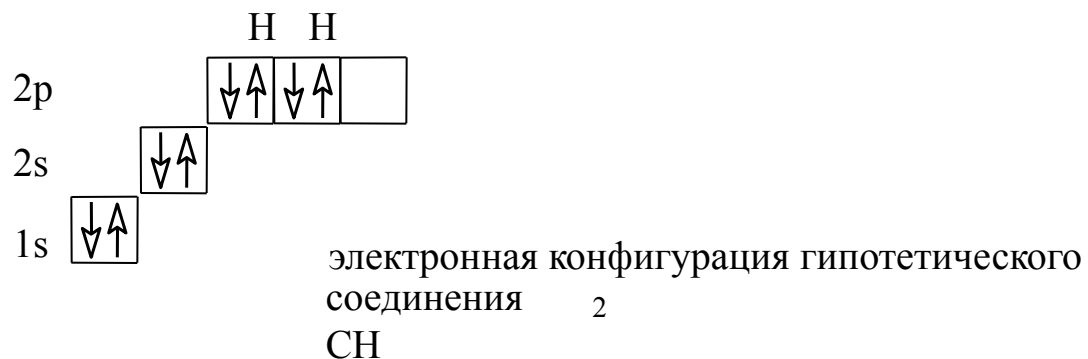 H H
2p
2s
1s
электронная конфигурация гипотетического
соединения 2
CH